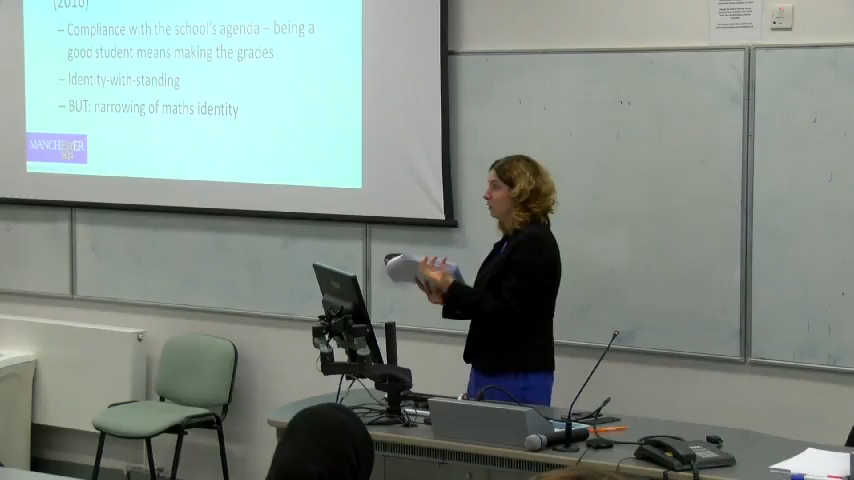 (2016)
– Compliance with the school's agenda – being a
good student means making the grades
– Identity-with-standing
– BUT: narrowing of maths identity
MANCHESTER
1824